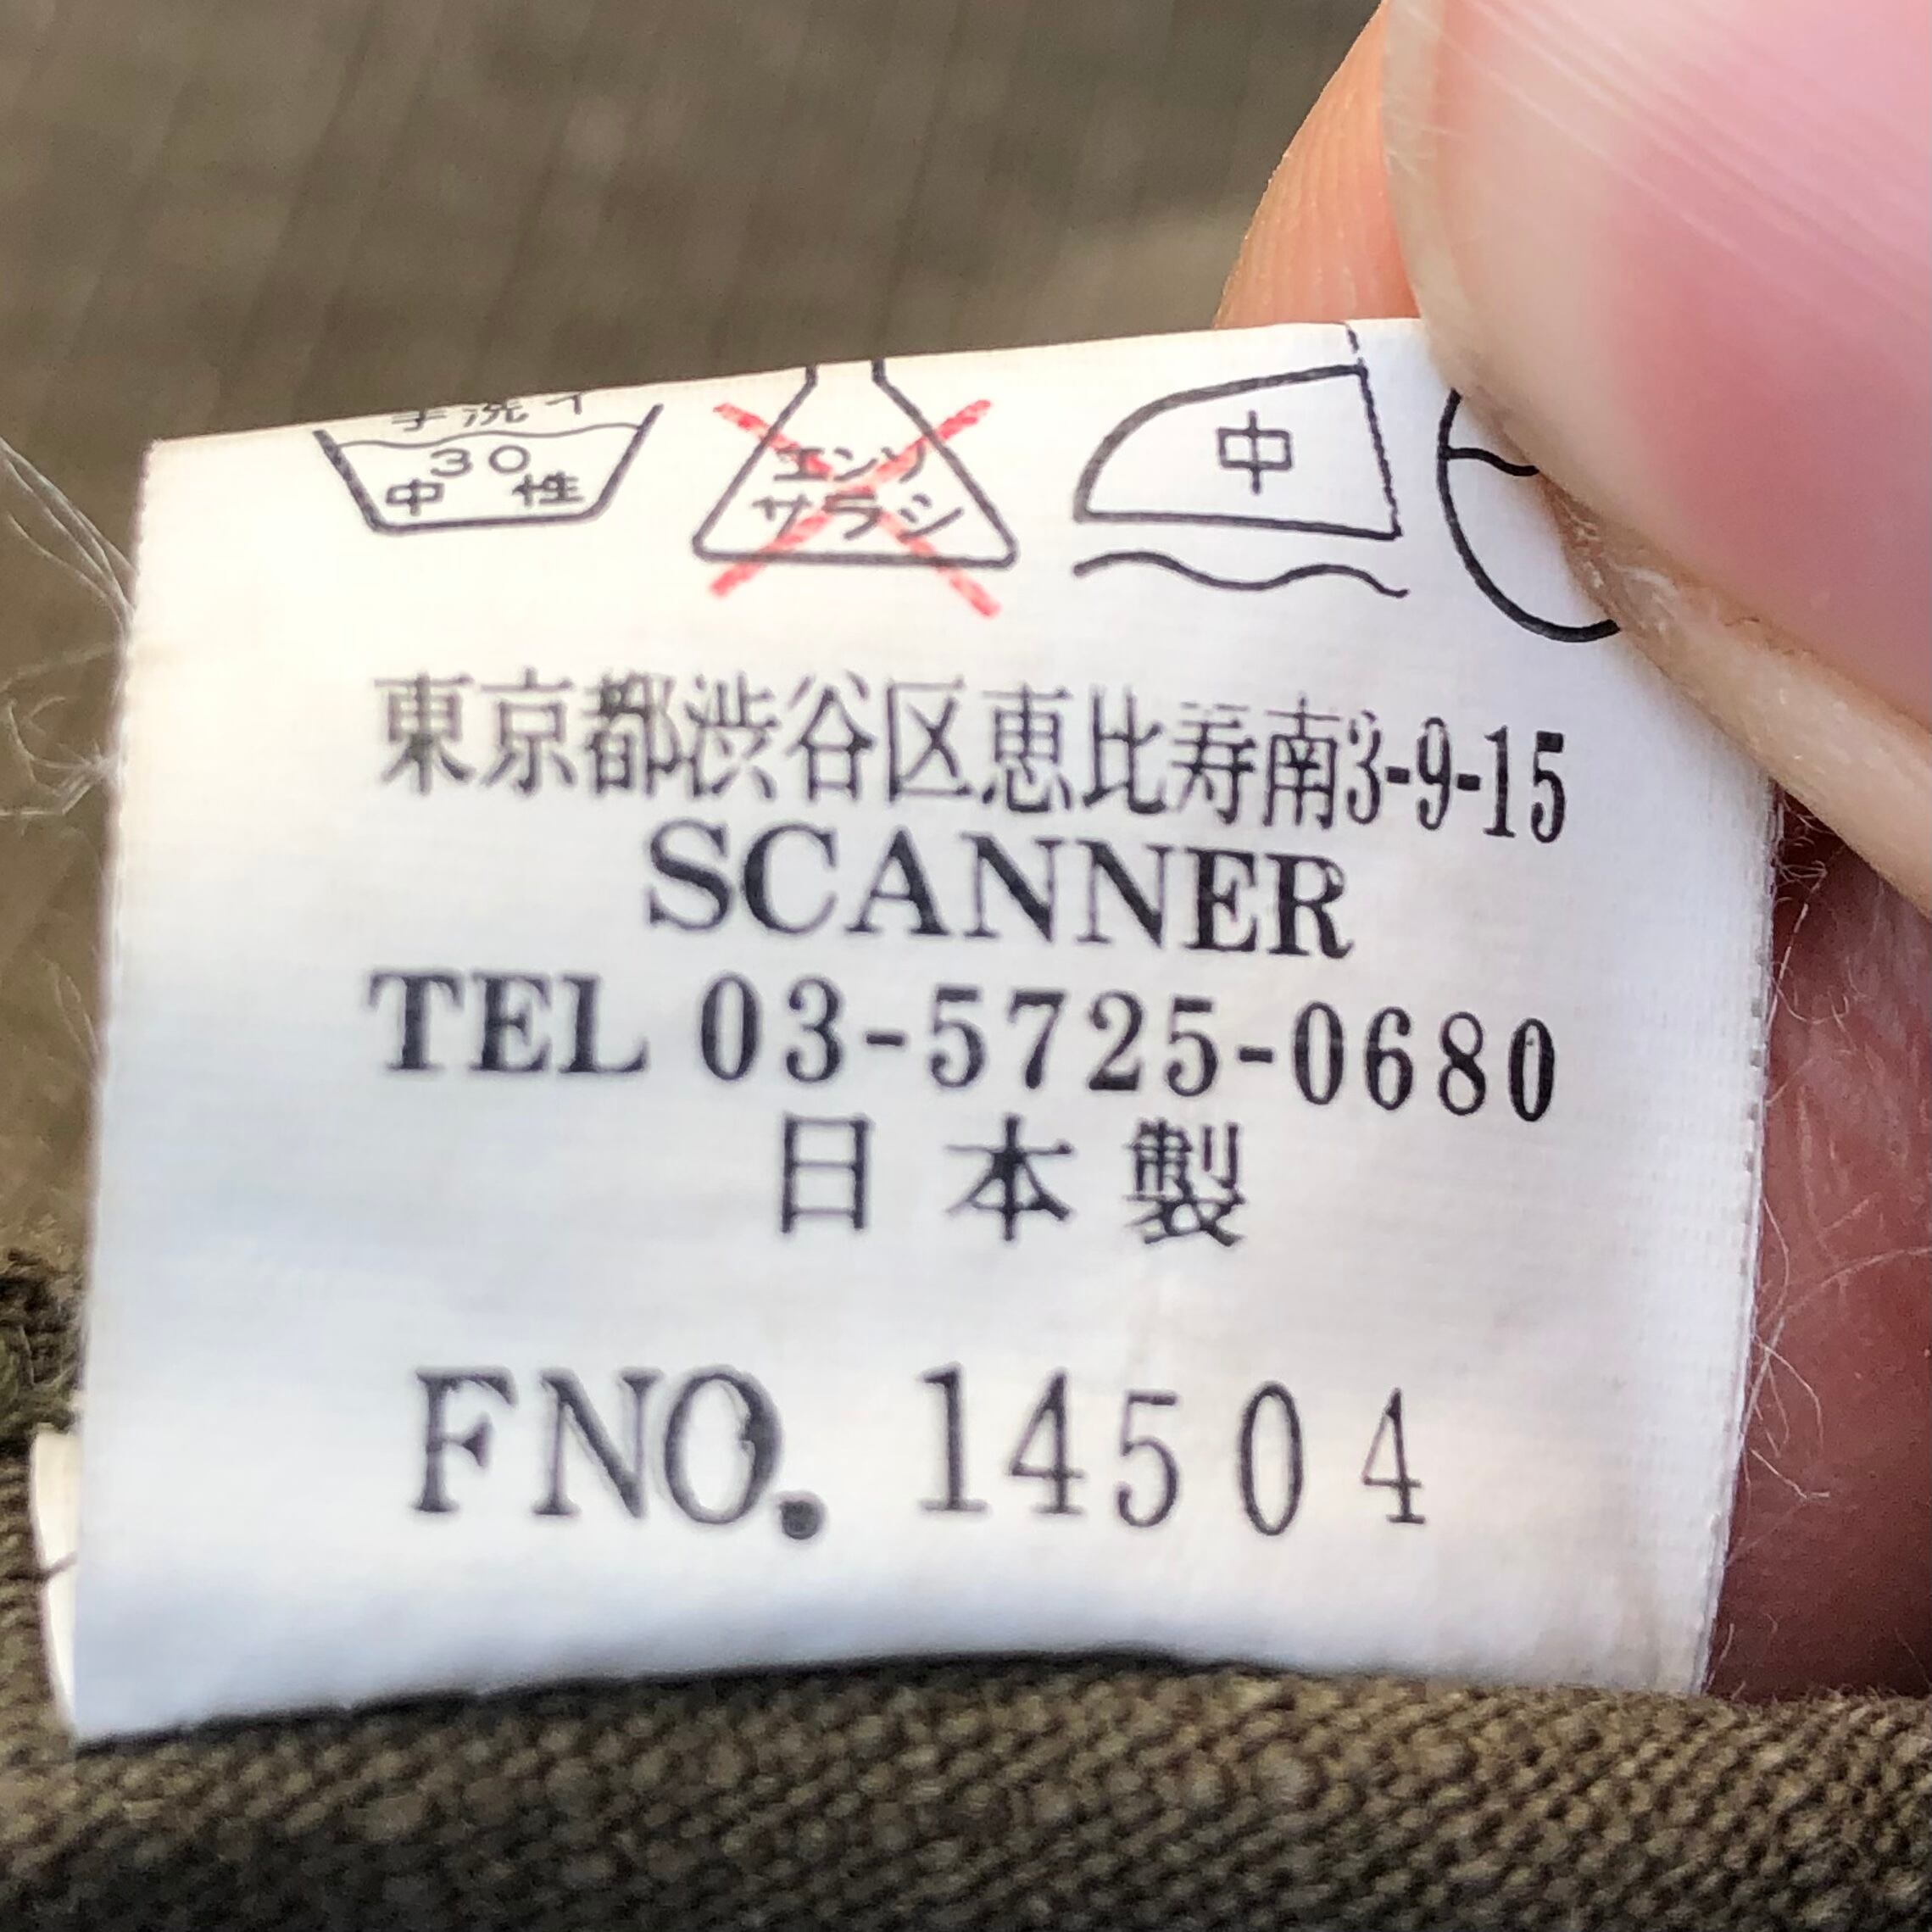 手洗イ
30
中性
エンソ
サラシ
中
東京都渋谷区恵比寿南3-9-15
SCANNER
TEL 03-5725-0680
日本製
FNO. 14504